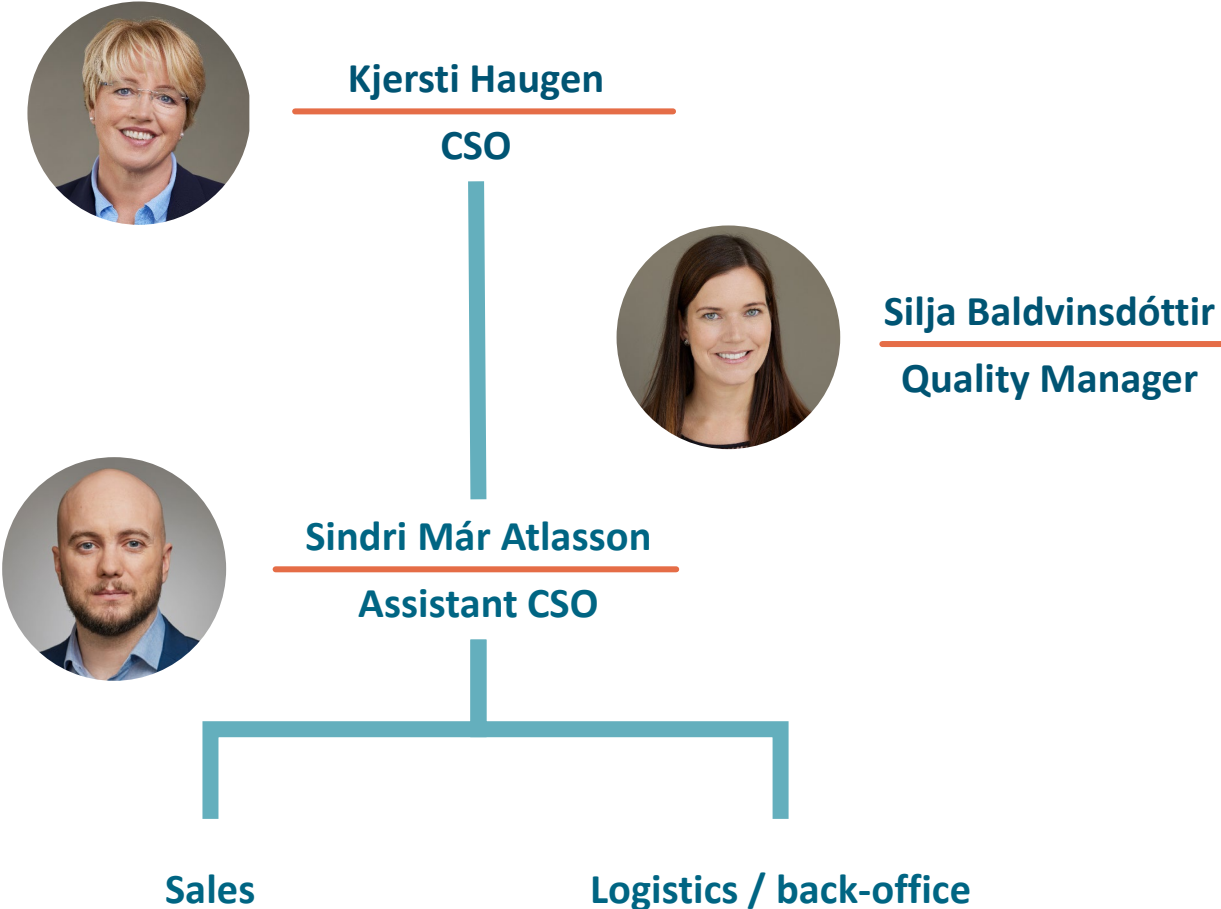 Kjersti Haugen
CSO
Silja Baldvinsdóttir
Quality Manager
Sindri Már Atlasson
Assistant CSO
Sales
Logistics / back-office